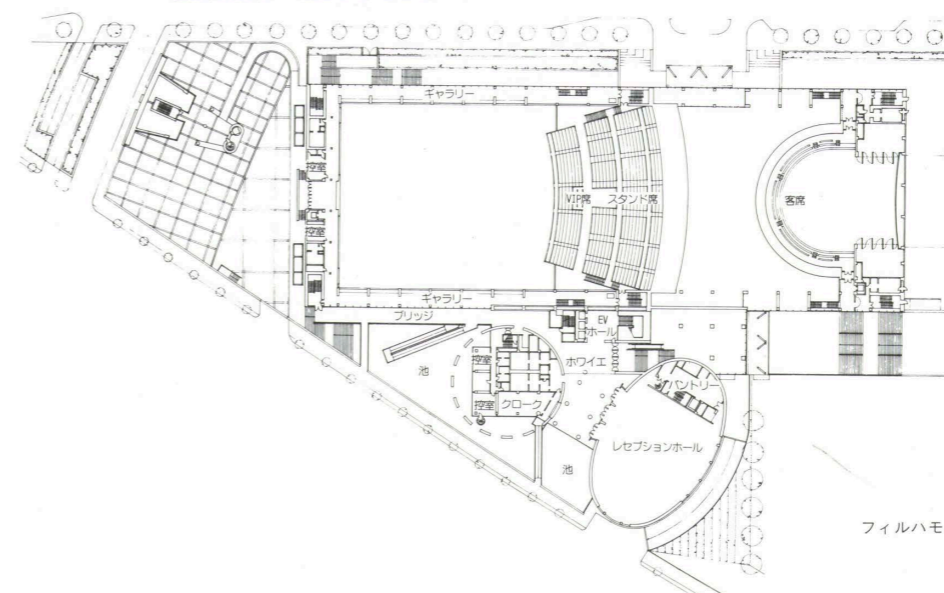 ギャラリー
控室
VIP席 スタンド席
客席
控室
ギャラリー
ブリッジ
EV
ホール
ホワイエ
控室
池
パントリー
控室
クローク
レセプションホール
池
フィルハモ